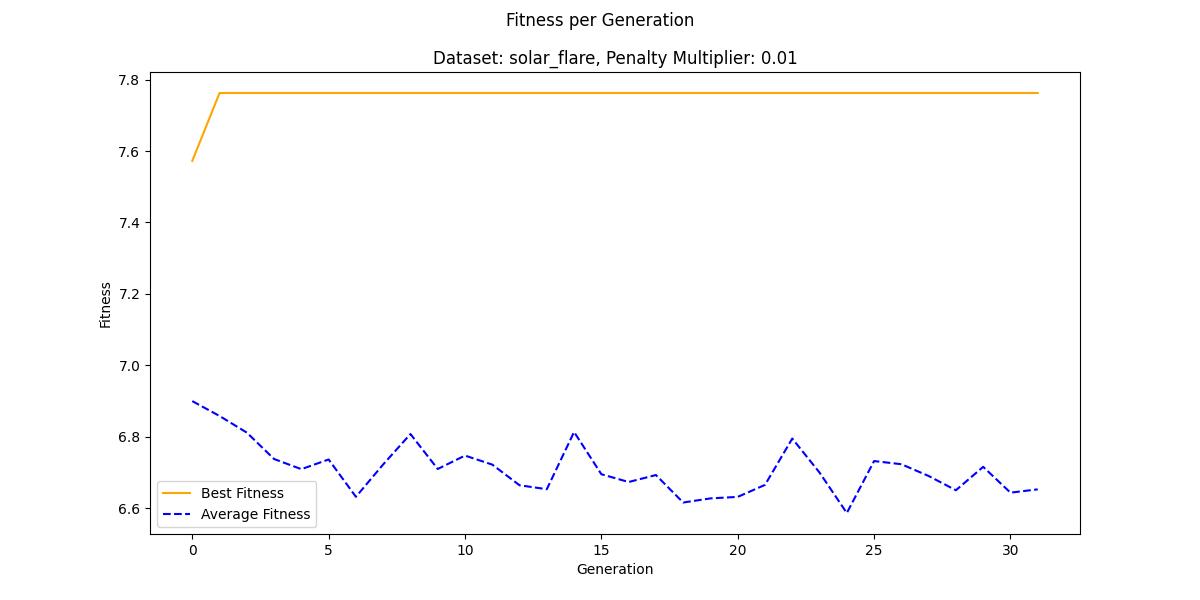 Fitness per Generation
Dataset: solar_flare, Penalty Multiplier: 0.01
7.8
7.6
7.4
7.2
7.0
6.8
6.6
Fitness
Best Fitness
Average Fitness
0 5 10 15 20 25 30
Generation